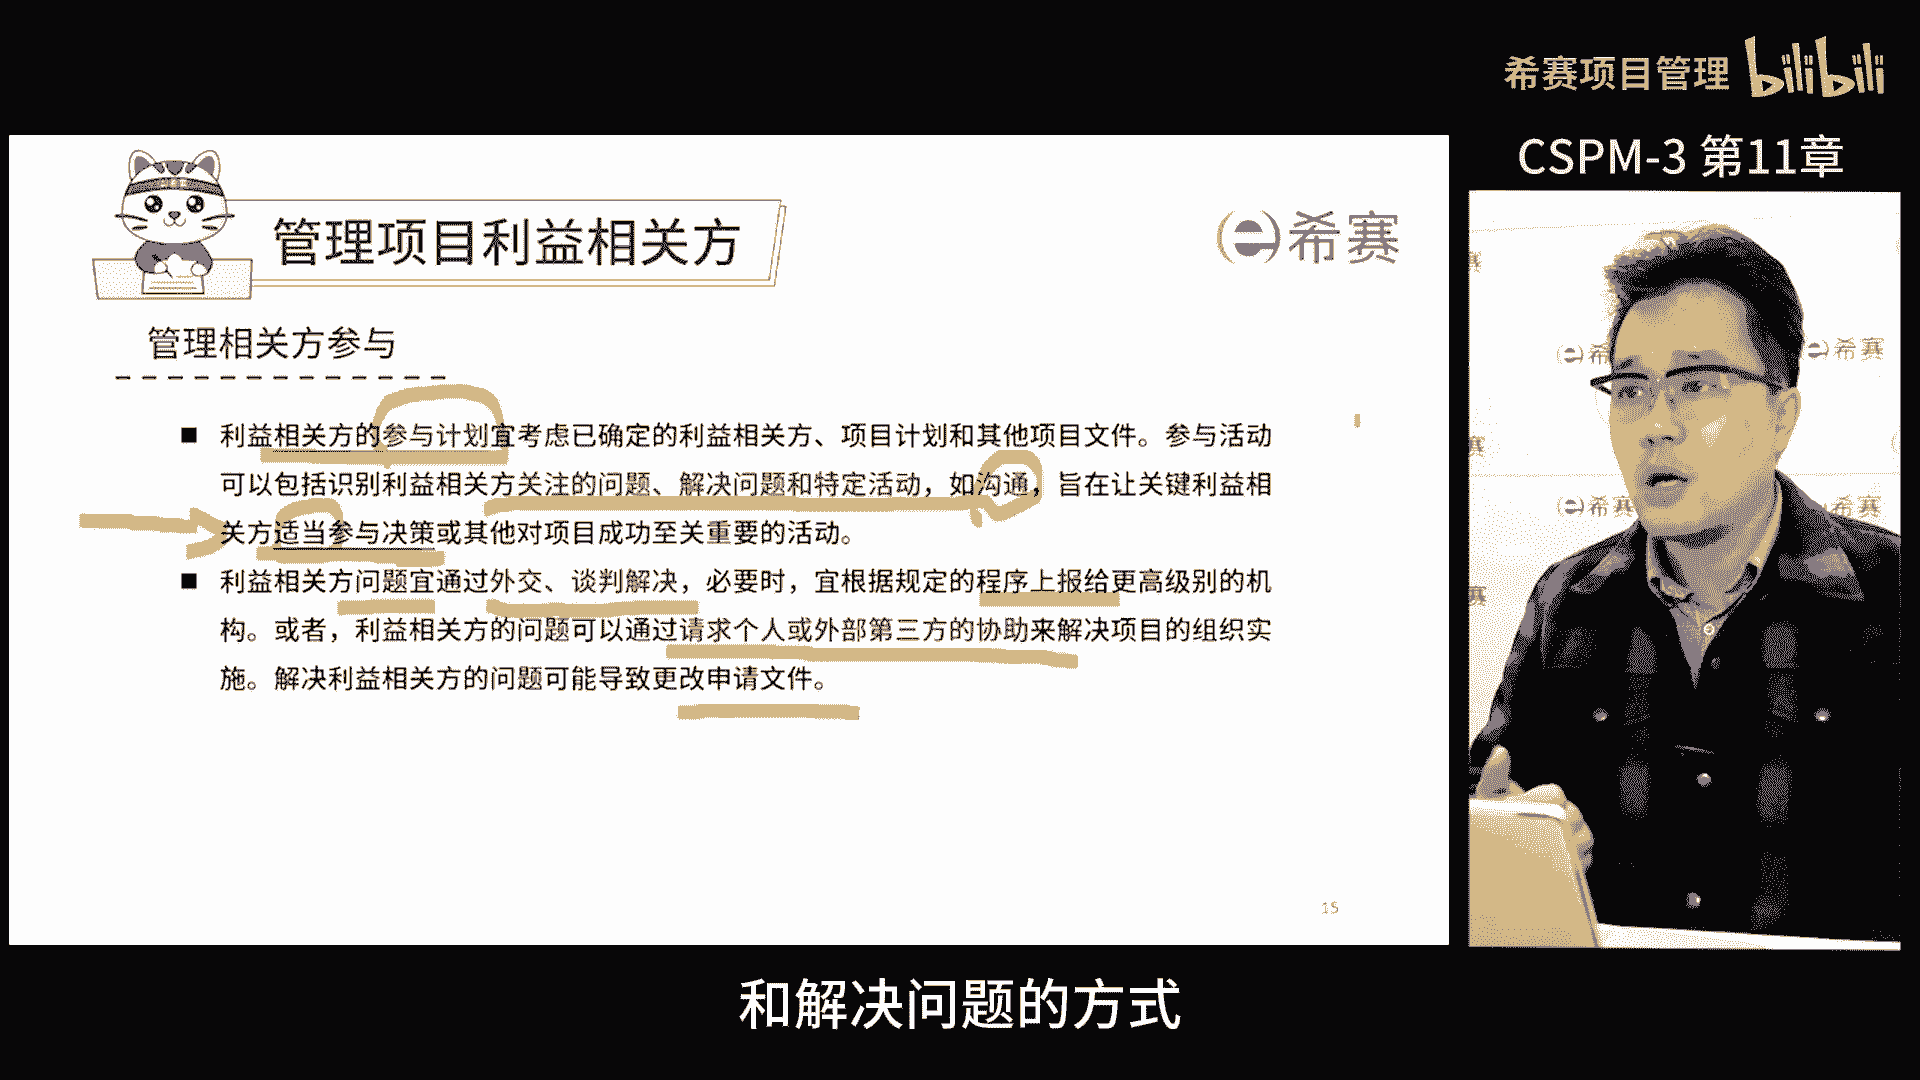 希赛项目管理 bilibili
CSPM-3 第11章
管理项目利益相关方
希赛
管理相关方参与
■ 利益相关方的参与计划宜考虑已确定的利益相关方、项目计划和其他项目文件。参与活动
可以包括识别利益相关方关注的问题、解决问题和特定活动，如沟通，旨在让关键利益相
关方适当参与决策或其他对项目成功至关重要的活动。
■ 利益相关方问题宜通过外交、谈判解决，必要时，宜根据规定的程序上报给更高级别的机
构。或者，利益相关方的问题可以通过请求个人或外部第三方的协助来解决项目的组织实
施。解决利益相关方的问题可能导致更改申请文件。
15
赛
希
希赛
赛
希赛
希赛
赛
和解决问题的方式